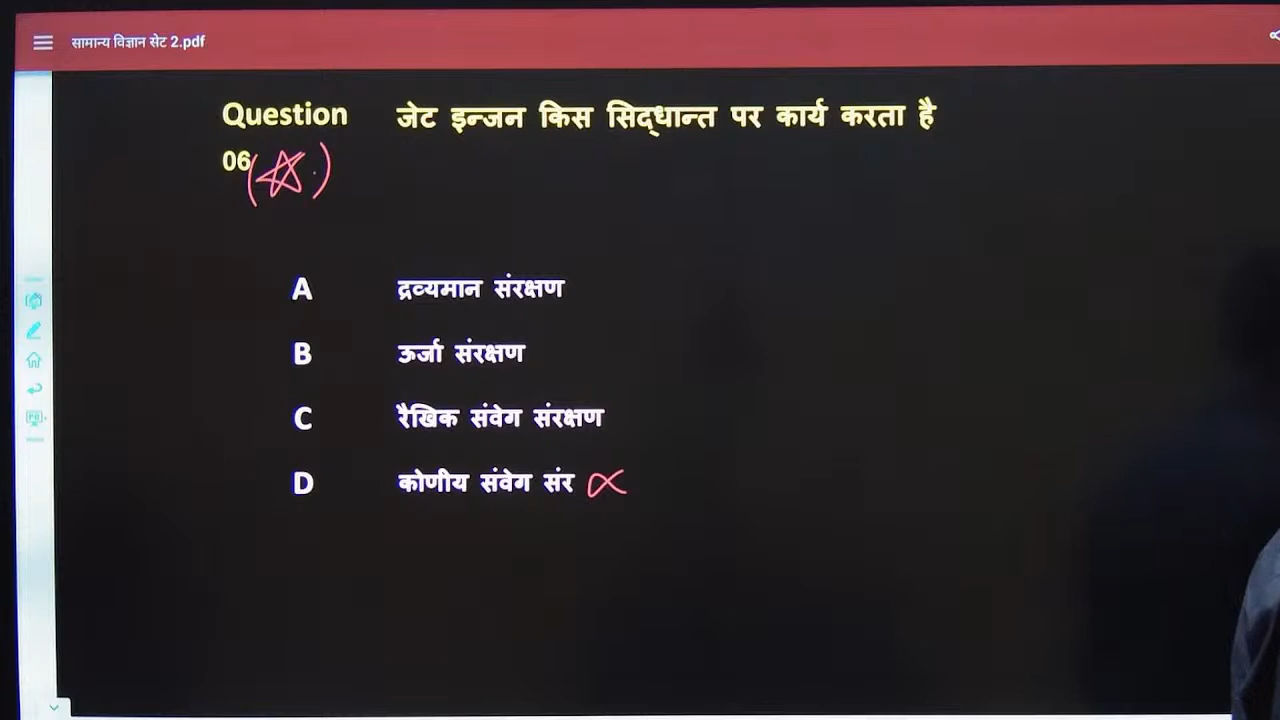 सामान्य विज्ञान सेट 2.pdf
Question जेट इन्जन किस सिद्धान्त पर कार्य करता है
06
A द्रव्यमान संरक्षण
B ऊर्जा संरक्षण
C रैखिक संवेग संरक्षण
D कोणीय संवेग संर